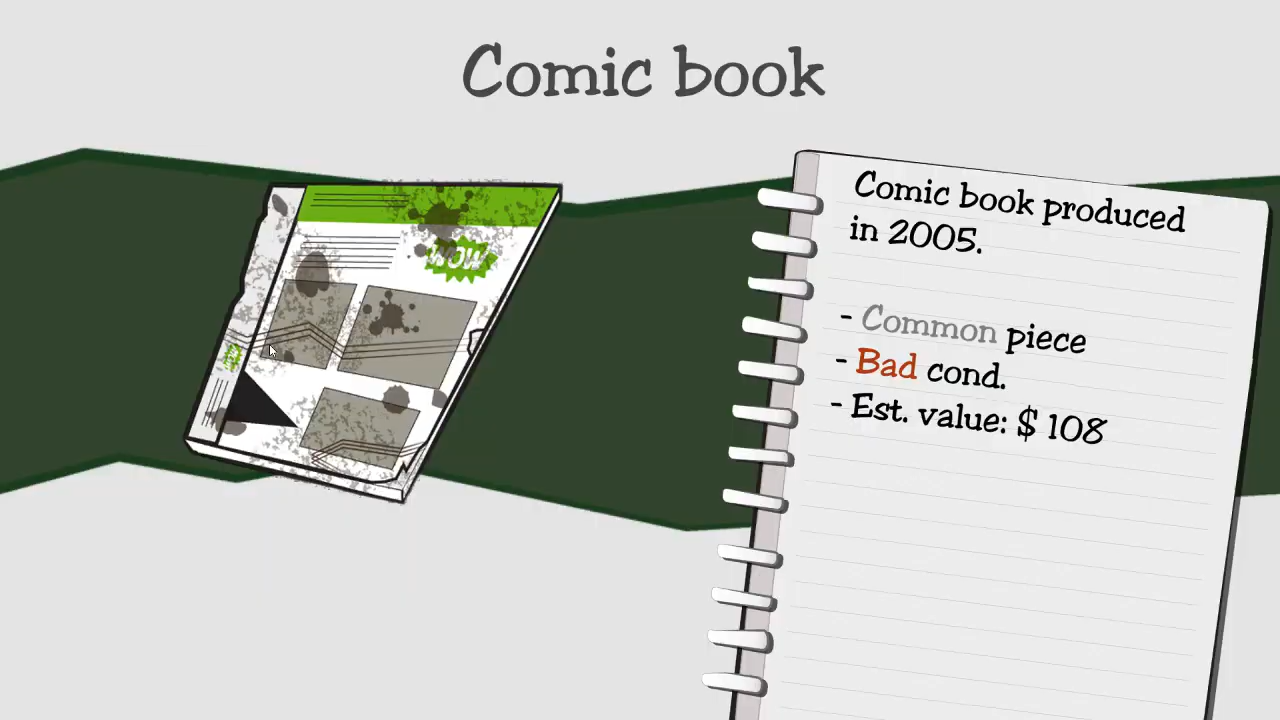 Comic book
WOW
A
Comic book produced
in 2005.
- Common piece
- Bad cond.
- Est. value: $ 108